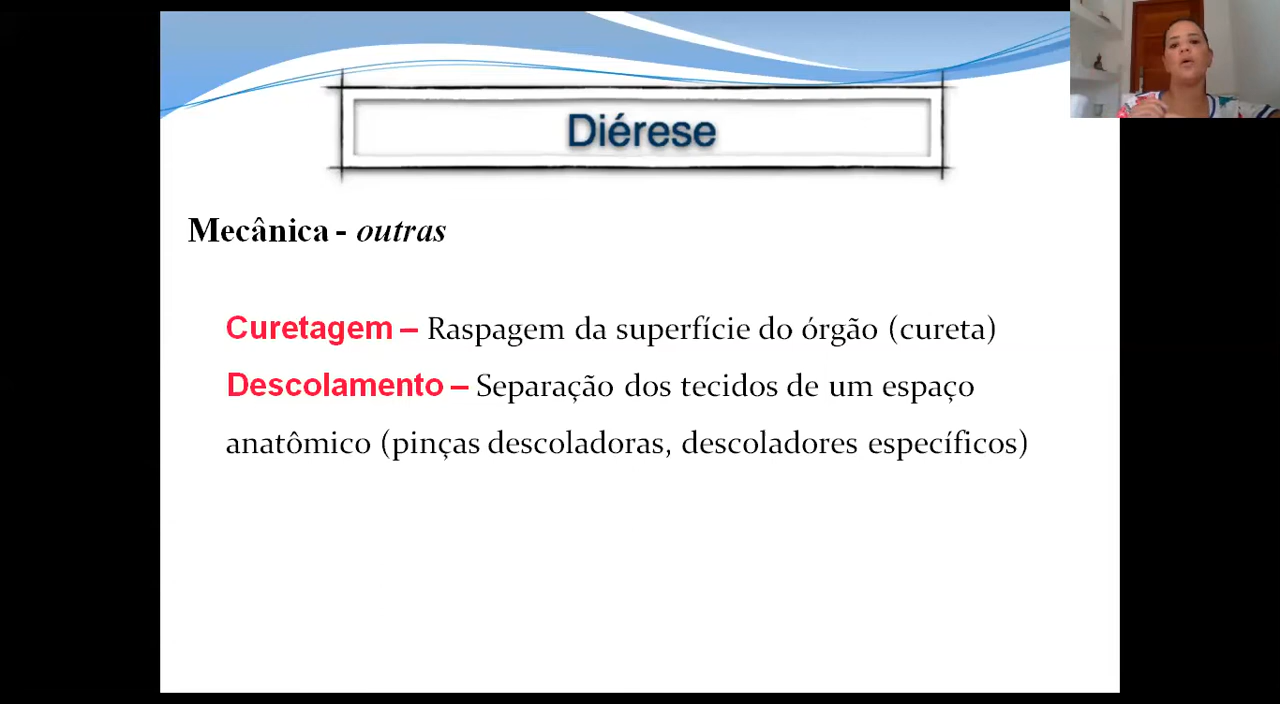 Diérese
Mecânica - outras
Curetagem – Raspagem da superfície do órgão (cureta)
Descolamento – Separação dos tecidos de um espaço
anatômico (pinças descoladoras, descoladores específicos)